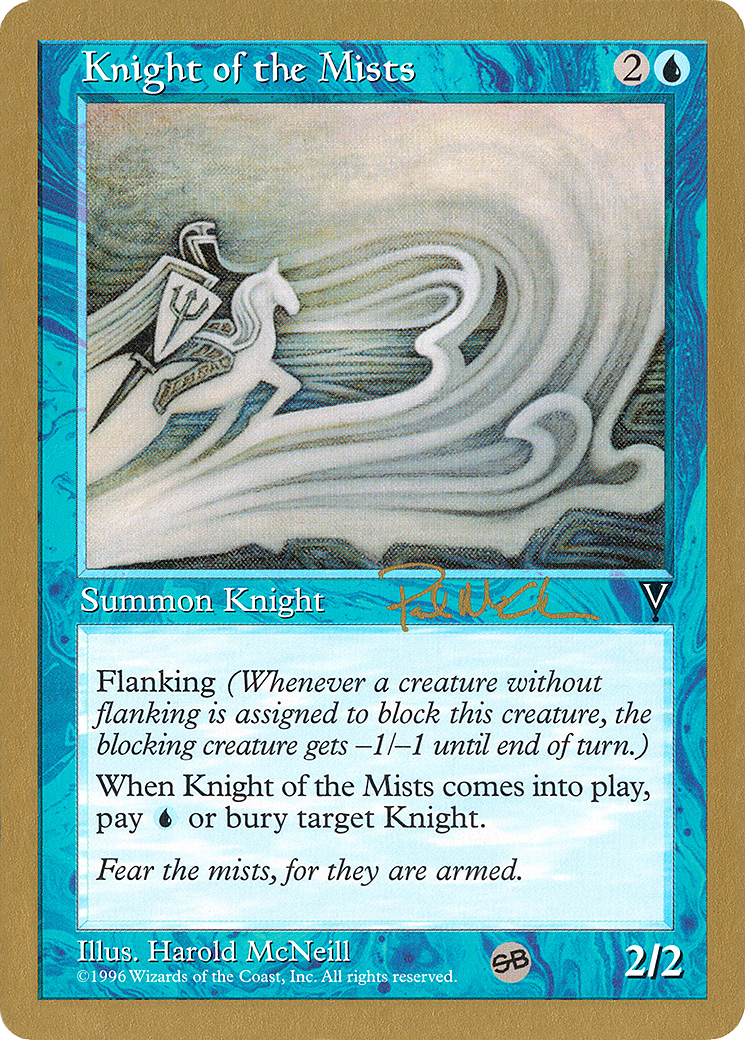 Knight of the Mists 2
Summon Knight V
Flanking (Whenever a creature without
flanking is assigned to block this creature, the
blocking creature gets –1/–1 until end of turn.)
When Knight of the Mists comes into play,
pay or bury target Knight.
Fear the mists, for they are armed.
Illus. Harold McNeill
©1996 Wizards of the Coast, Inc. All rights reserved.
SB
2/2